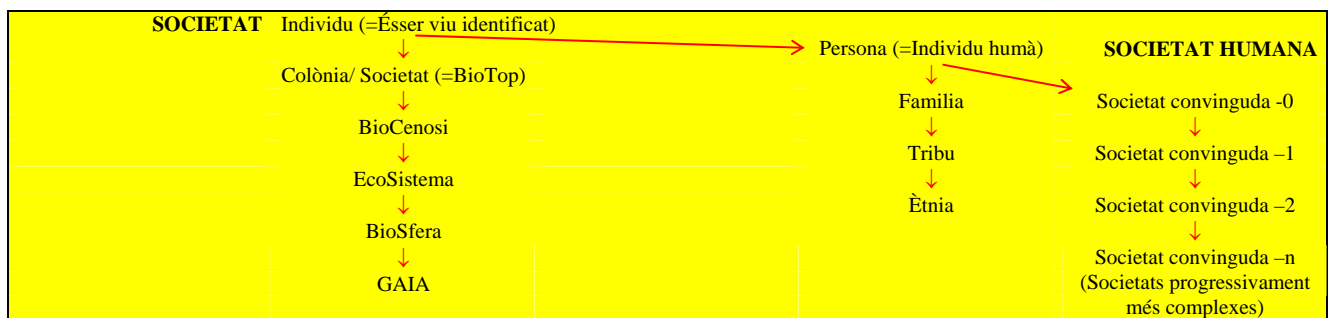 SOCIETAT Individu (=Ésser viu identificat)
↓
Colònia/ Societat (=BioTop)
↓
BioCenosi
↓
EcoSistema
↓
BioSfera
↓
GAIA
Persona (=Individu humà)
↓
Familia
↓
Tribu
↓
Ètnia
SOCIETAT HUMANA
Societat convinguda -0
↓
Societat convinguda –1
↓
Societat convinguda –2
↓
Societat convinguda –n
(Societats progressivament
més complexes)